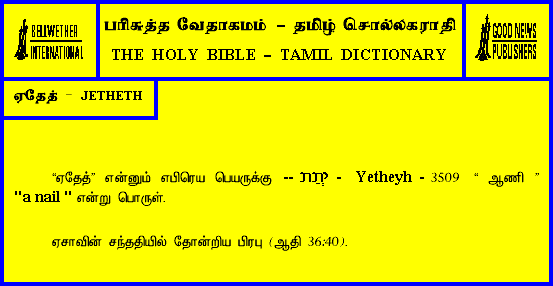 BELLWETHER
INTERNATIONAL
பரிசுத்த வேதாகமம் – தமிழ் சொல்லகராதி
THE HOLY BIBLE – TAMIL DICTIONARY
GOOD NEWS
PUBLISHERS
ஏதேத் – JETHETH
“ஏதேத்” என்னும் எபிரெய பெயருக்கு -- יְתֵת - Yetheyh - 3509 “ ஆணி ”
"a nail " என்று பொருள்.
ஏசாவின் சந்ததியில் தோன்றிய பிரபு (ஆதி 36:40).